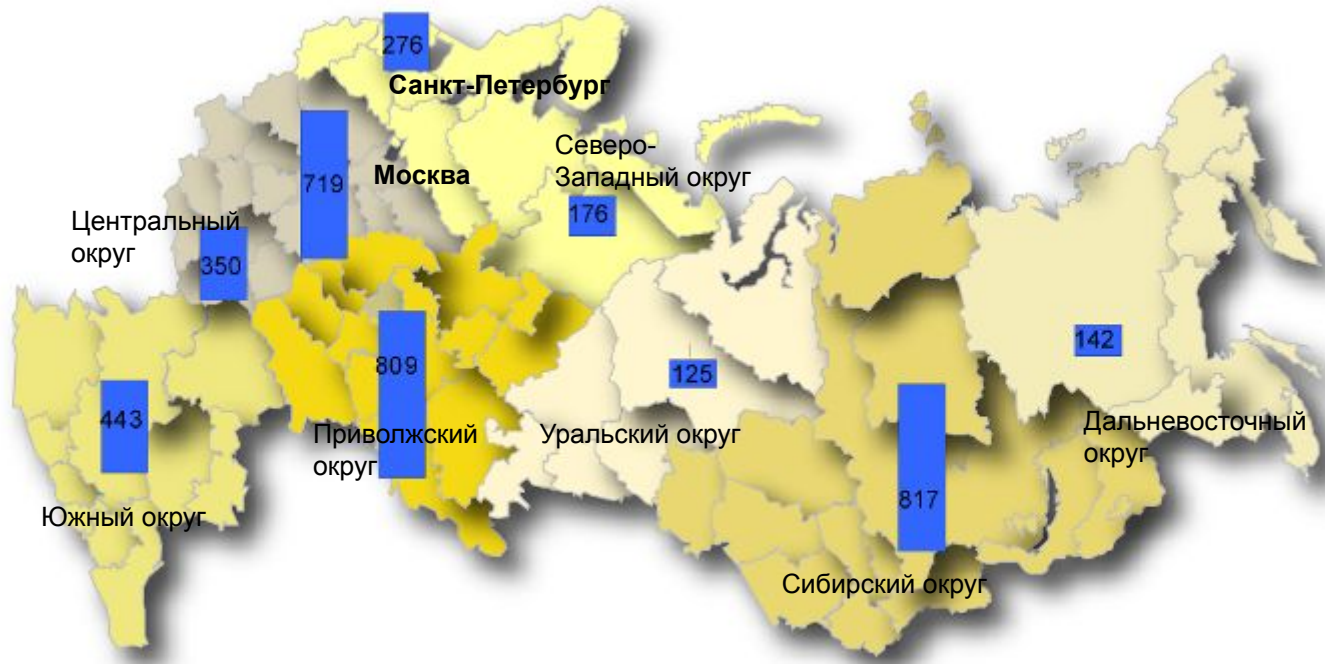 276
Санкт-Петербург
Северо-
Западный округ
719
Москва
176
Центральный
округ
350
142
809
125
443
Приволжский
округ
Уральский округ
Дальневосточный
округ
817
Южный округ
Сибирский округ